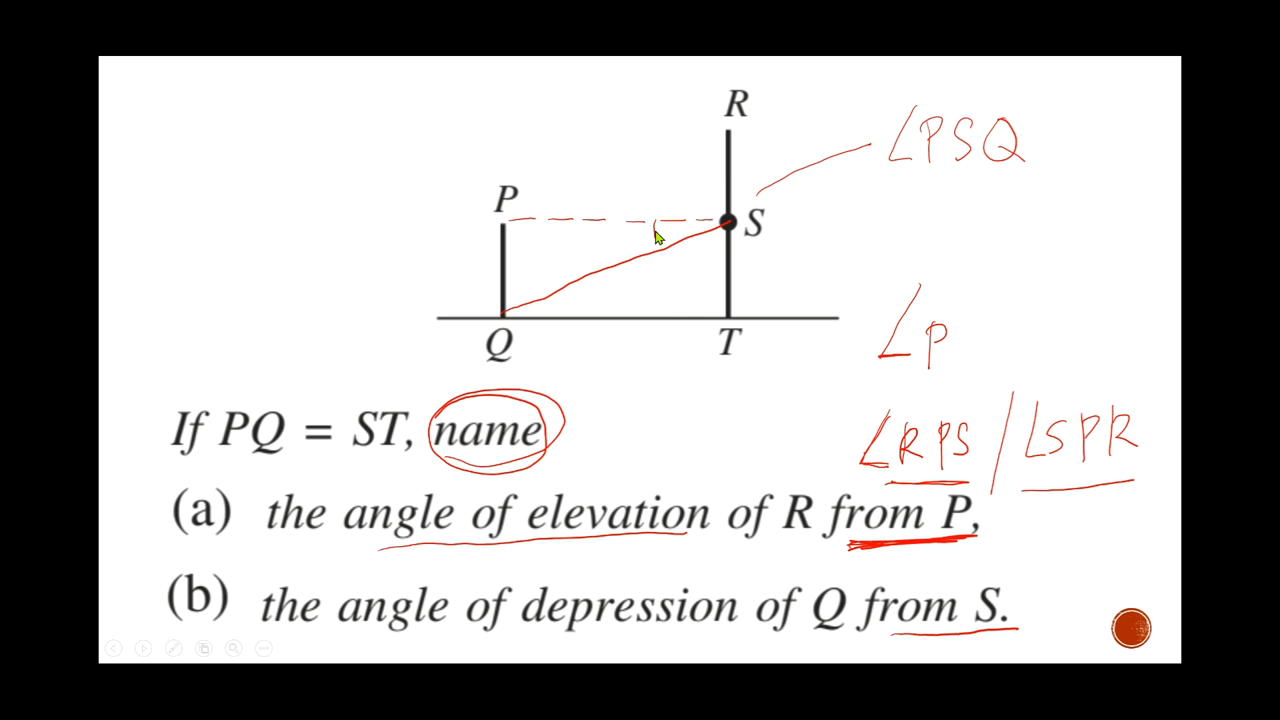 R
∠PSQ
P
S
Q
T
∠P
If PQ = ST, name
∠RPS / ∠SPR
(a) the angle of elevation of R from P,
(b) the angle of depression of Q from S.